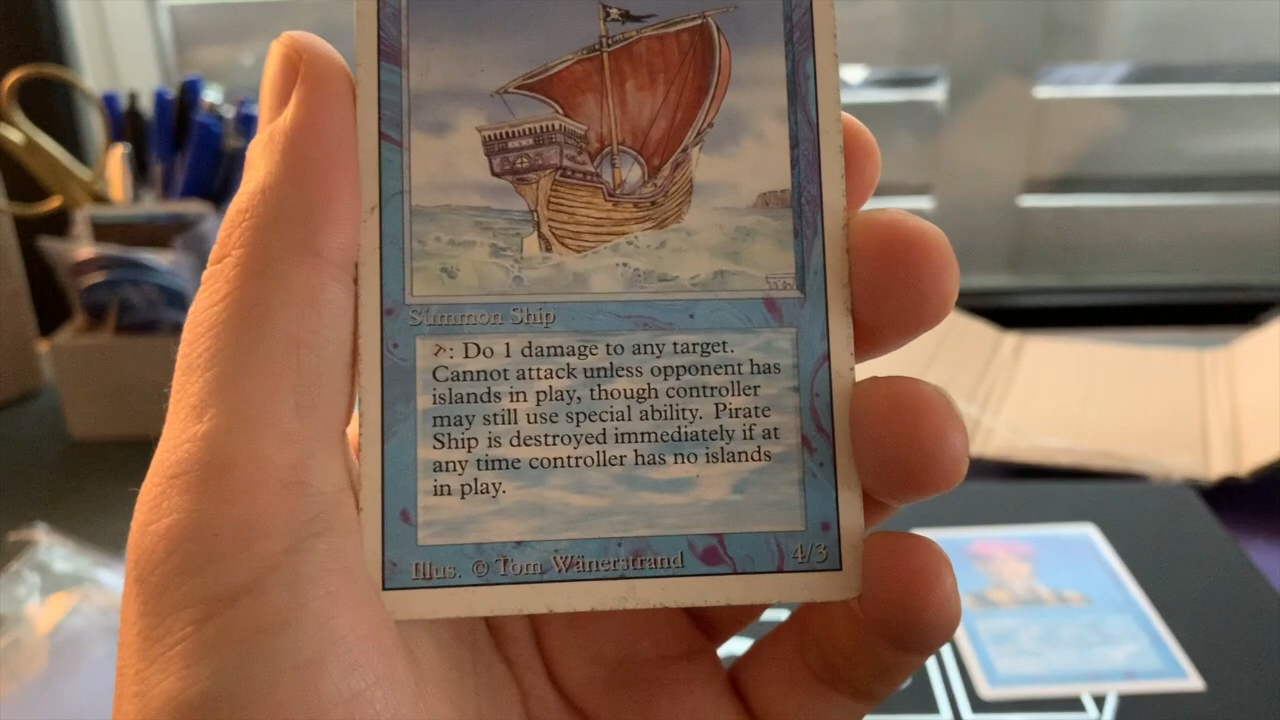 Summon Ship
: Do 1 damage to any target.
Cannot attack unless opponent has
islands in play, though controller
may still use special ability. Pirate
Ship is destroyed immediately if at
any time controller has no islands
in play.
Illus. © Tom Wänerstrand 4/3